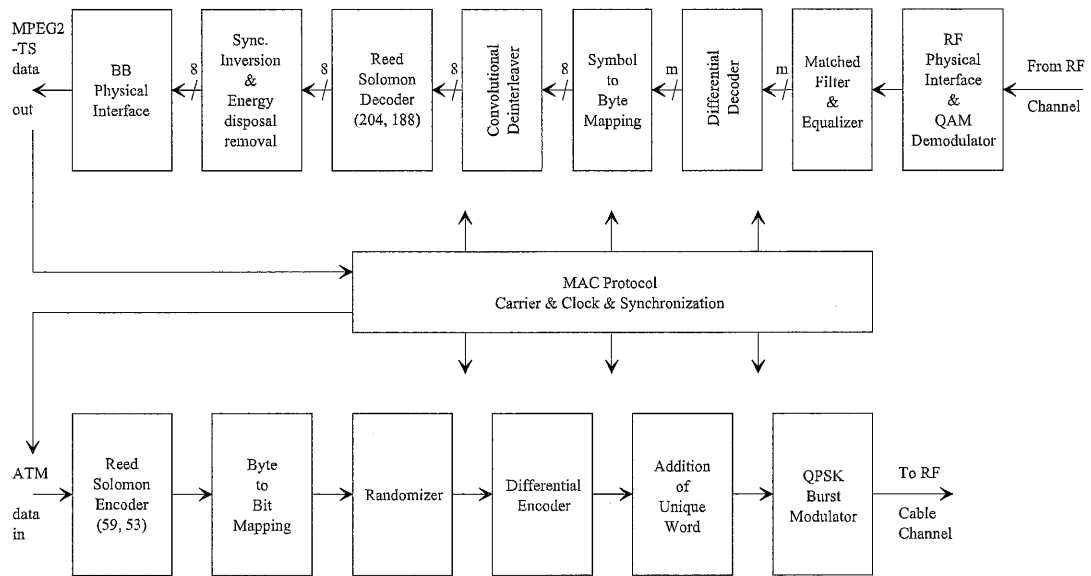 MPEG2
-TS
data
out
BB
Physical
Interface
8
Sync.
Inversion
&
Energy
disposal
removal
8
Reed
Solomon
Decoder
(204, 188)
8
Convolutional
Deinterleaver
8
Symbol
to
Byte
Mapping
m
Differential
Decoder
m
Matched
Filter
&
Equalizer
RF
Physical
Interface
&
QAM
Demodulator
From RF
Channel
MAC Protocol
Carrier & Clock & Synchronization
ATM
data
in
Reed
Solomon
Encoder
(59, 53)
Byte
to
Bit
Mapping
Randomizer
Differential
Encoder
Addition
of
Unique
Word
QPSK
Burst
Modulator
To RF
Cable
Channel